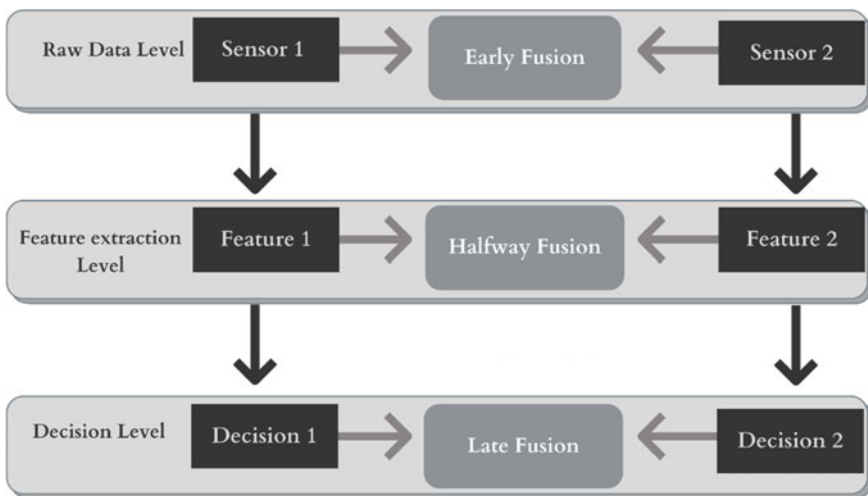 Raw Data Level
Sensor 1
Early Fusion
Sensor 2
Feature extraction
Level
Feature 1
Halfway Fusion
Feature 2
Decision Level
Decision 1
Late Fusion
Decision 2